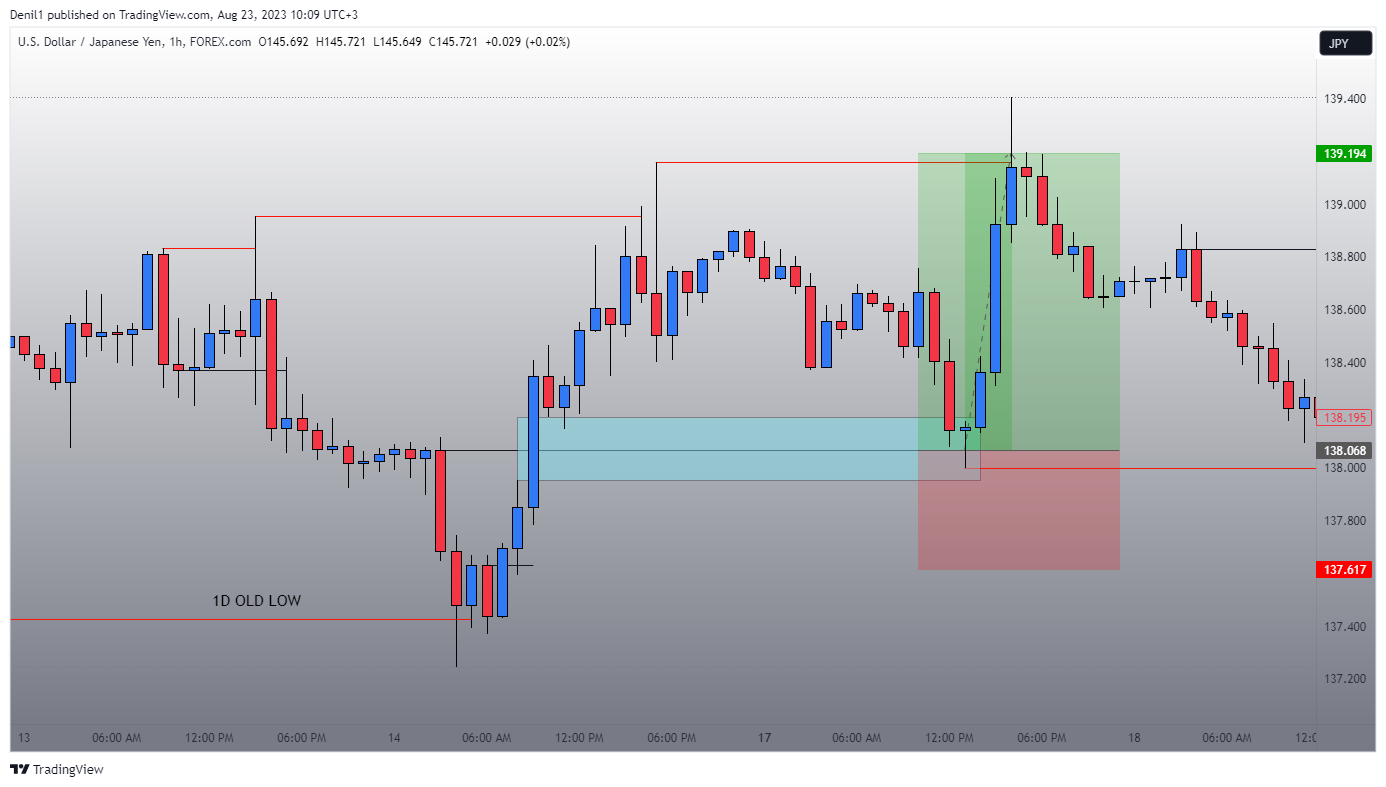 Denil1 published on TradingView.com, Aug 23, 2023 10:09 UTC+3
U.S. Dollar / Japanese Yen, 1h, FOREX.com O145.692 H145.721 L145.649 C145.721 +0.029 (+0.02%)
JPY
139.400
139.194
139.000
138.800
138.600
138.400
138.195
138.068
138.000
137.800
137.617
1D OLD LOW
137.400
137.200
13 06:00 AM 12:00 PM 06:00 PM 14 06:00 AM 12:00 PM 06:00 PM 17 06:00 AM 12:00 PM 06:00 PM 18 06:00 AM 12:0
TradingView